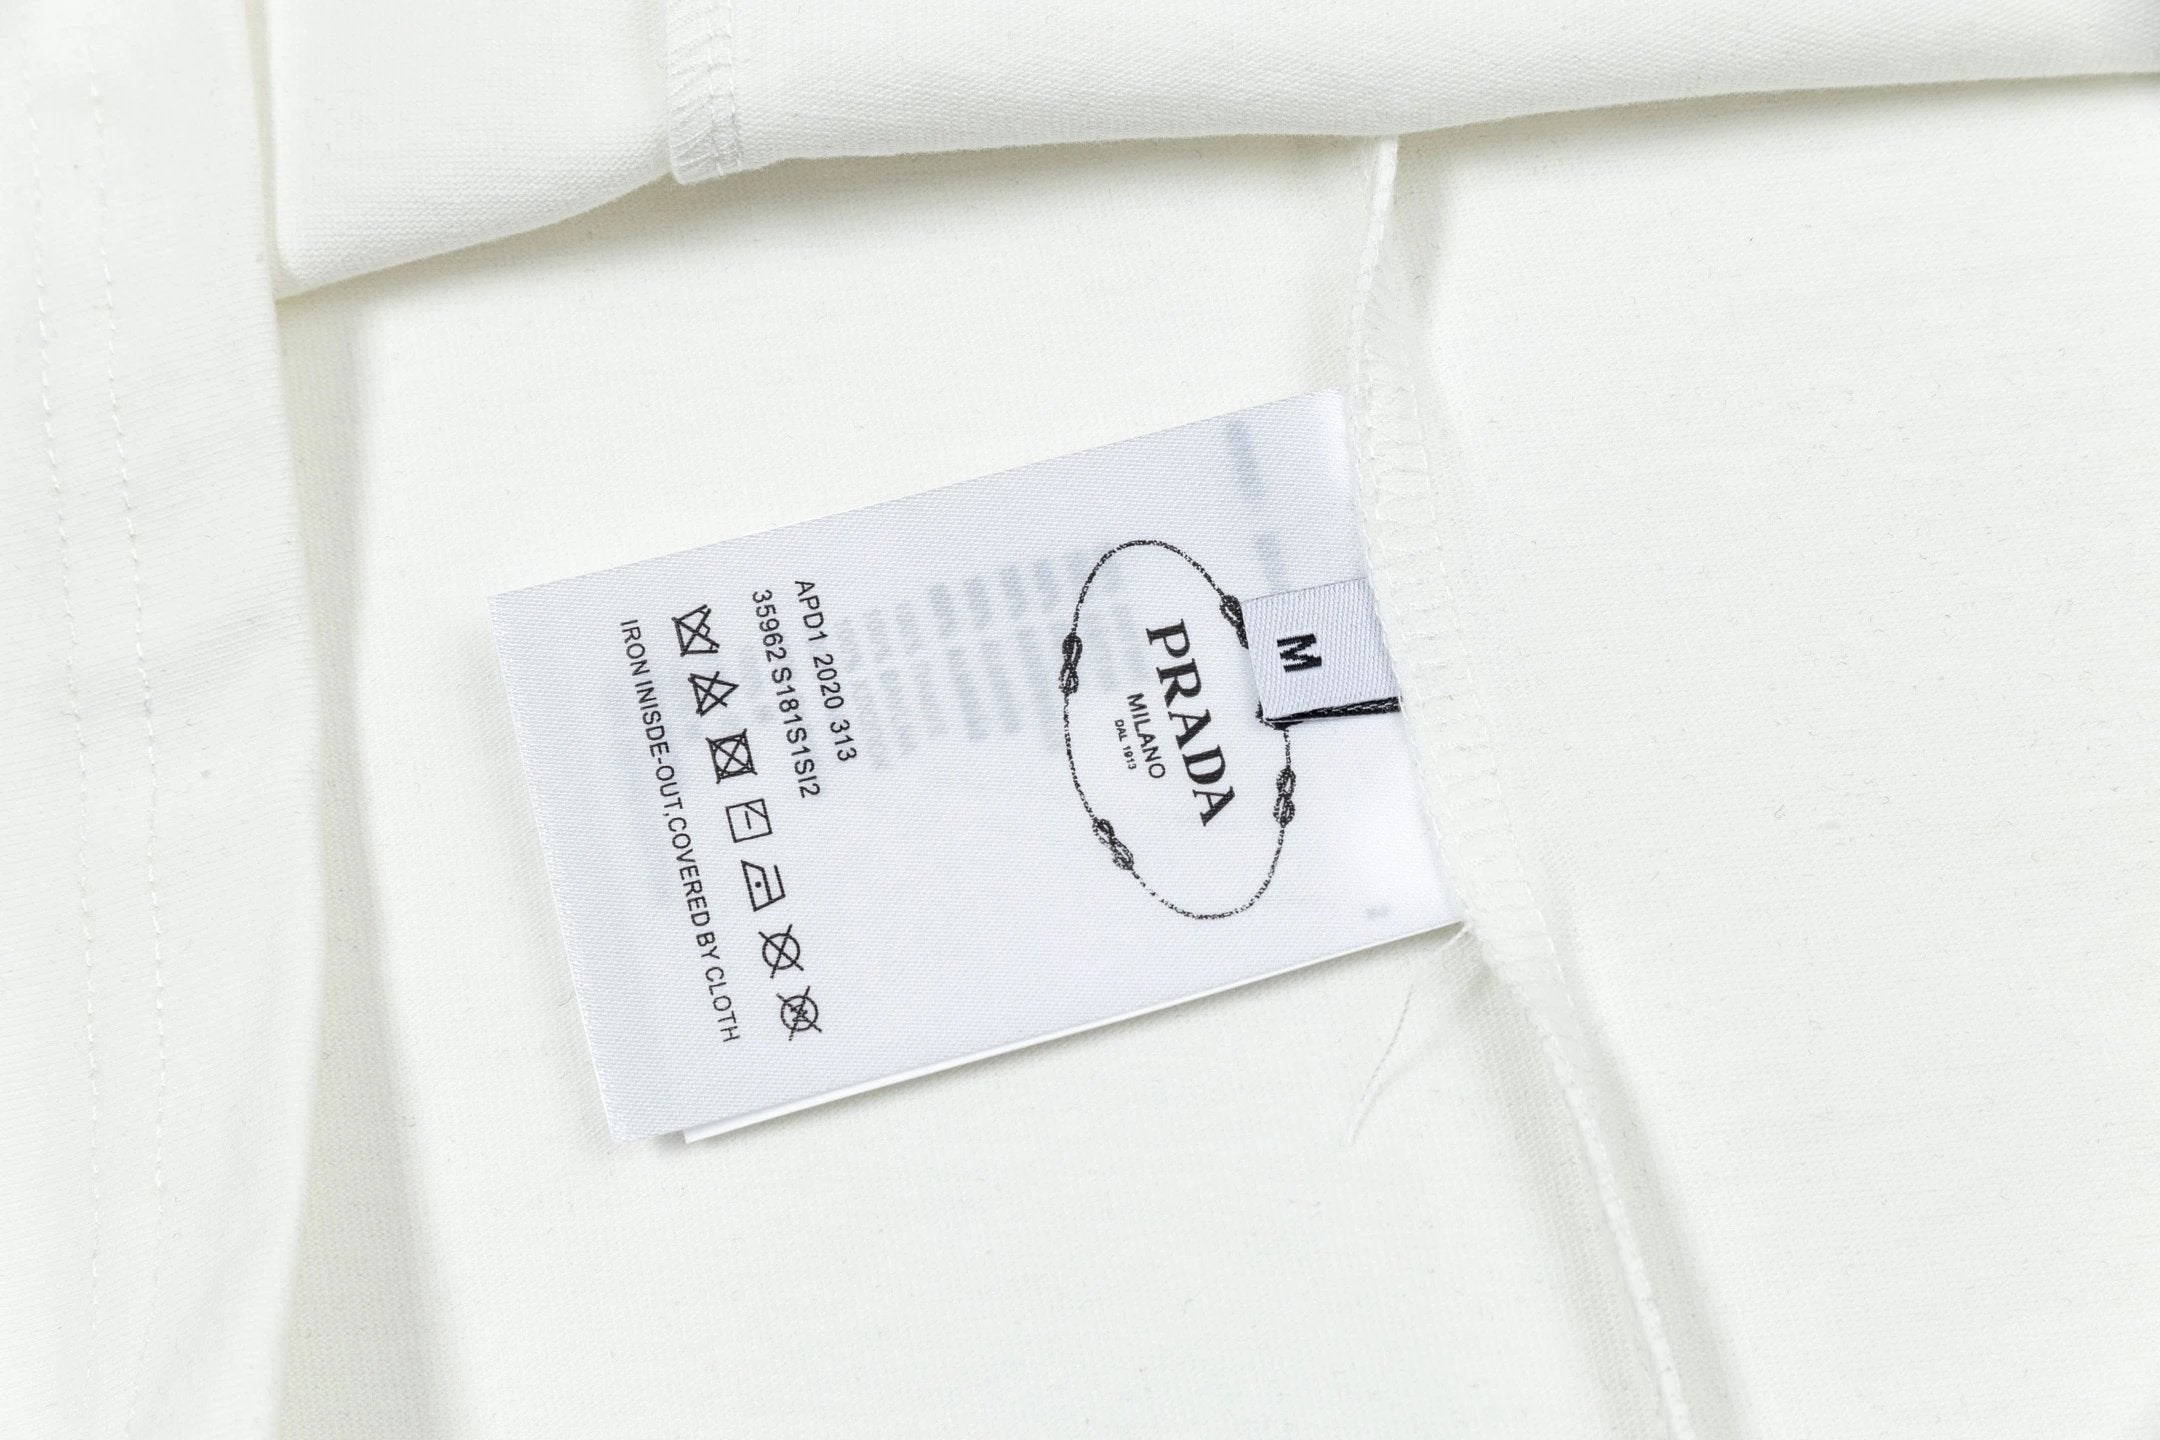 M
PRADA
MILANO
DAL 1913
APD1 2020 313
35962 S181S1SI2
IRON INISDE-OUT,COVERED BY CLOTH